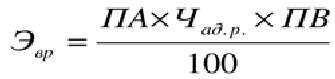 Э_вр = ПА×Ч_ад.р. × ПВ / 100